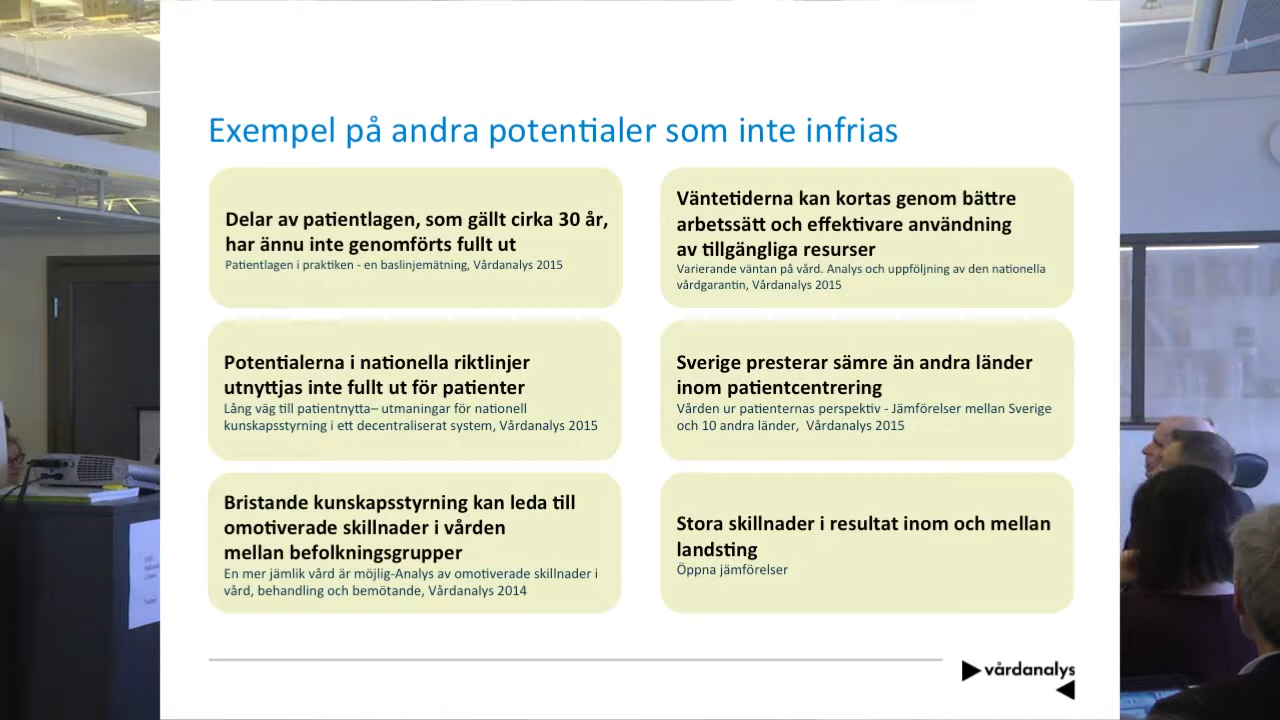 Exempel på andra potentialer som inte infrias
Delar av patientlagen, som gällt cirka 30 år,
har ännu inte genomförts fullt ut
Patientlagen i praktiken - en baslinjemätning, Vårdanalys 2015
Väntetiderna kan kortas genom bättre
arbetssätt och effektivare användning
av tillgängliga resurser
Varierande väntan på vård. Analys och uppföljning av den nationella
vårdgarantin, Vårdanalys 2015
Potentialerna i nationella riktlinjer
utnyttjas inte fullt ut för patienter
Lång väg till patientnytta– utmaningar för nationell
kunskapsstyrning i ett decentraliserat system, Vårdanalys 2015
Sverige presterar sämre än andra länder
inom patientcentrering
Vården ur patienternas perspektiv - Jämförelser mellan Sverige
och 10 andra länder, Vårdanalys 2015
Bristande kunskapsstyrning kan leda till
omotiverade skillnader i vården
mellan befolkningsgrupper
En mer jämlik vård är möjlig-Analys av omotiverade skillnader i
vård, behandling och bemötande, Vårdanalys 2014
Stora skillnader i resultat inom och mellan
landsting
Öppna jämförelser
vårdanalys